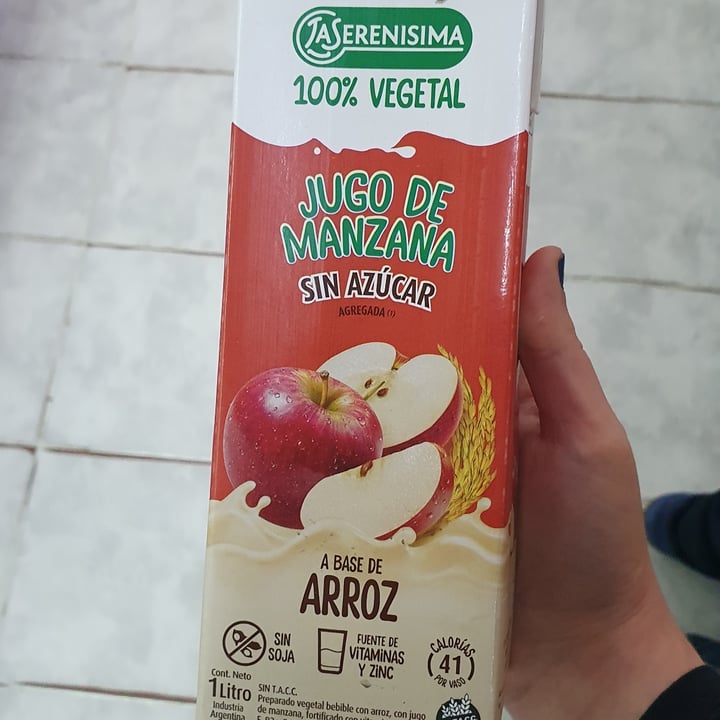 LASERENISIMA
100% VEGETAL
JUGO DE
MANZANA
SIN AZÚCAR
AGREGADA (1)
A BASE DE
ARROZ
SIN
SOJA
FUENTE DE
VITAMINAS
Y ZINC
CALORÍAS
41
POR VASO
Cont. Neto
1 Litro
Industria
Argentina
SIN T.A.C.C.
Preparado vegetal bebible con arroz, con jugo
de manzana, fortificado con